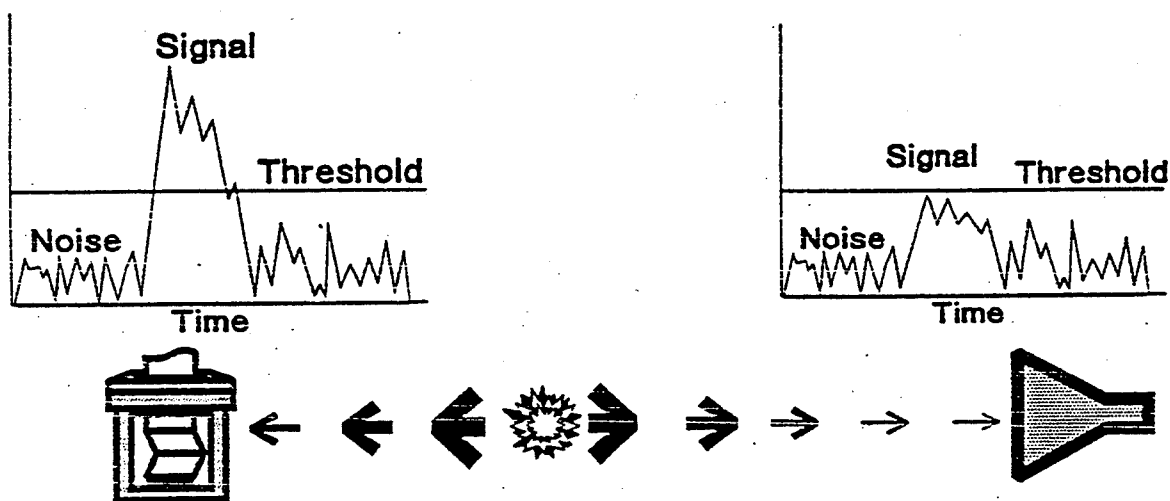 Signal
Threshold
Noise
Time
Signal
Threshold
Noise
Time